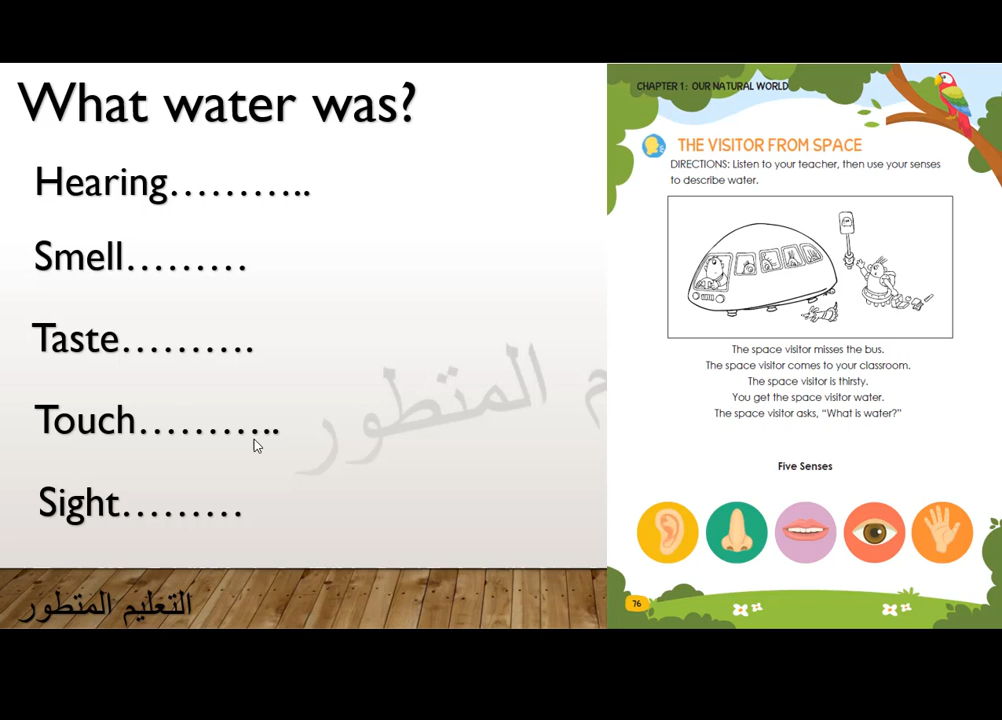 What water was?
Hearing………..
Smell………
Taste……….
Touch………..
Sight………
التعليم المتطور
م المتطور
CHAPTER 1: OUR NATURAL WORLD
THE VISITOR FROM SPACE
DIRECTIONS: Listen to your teacher, then use your senses
to describe water.
The space visitor misses the bus.
The space visitor comes to your classroom.
The space visitor is thirsty.
You get the space visitor water.
The space visitor asks, “What is water?”
Five Senses
76